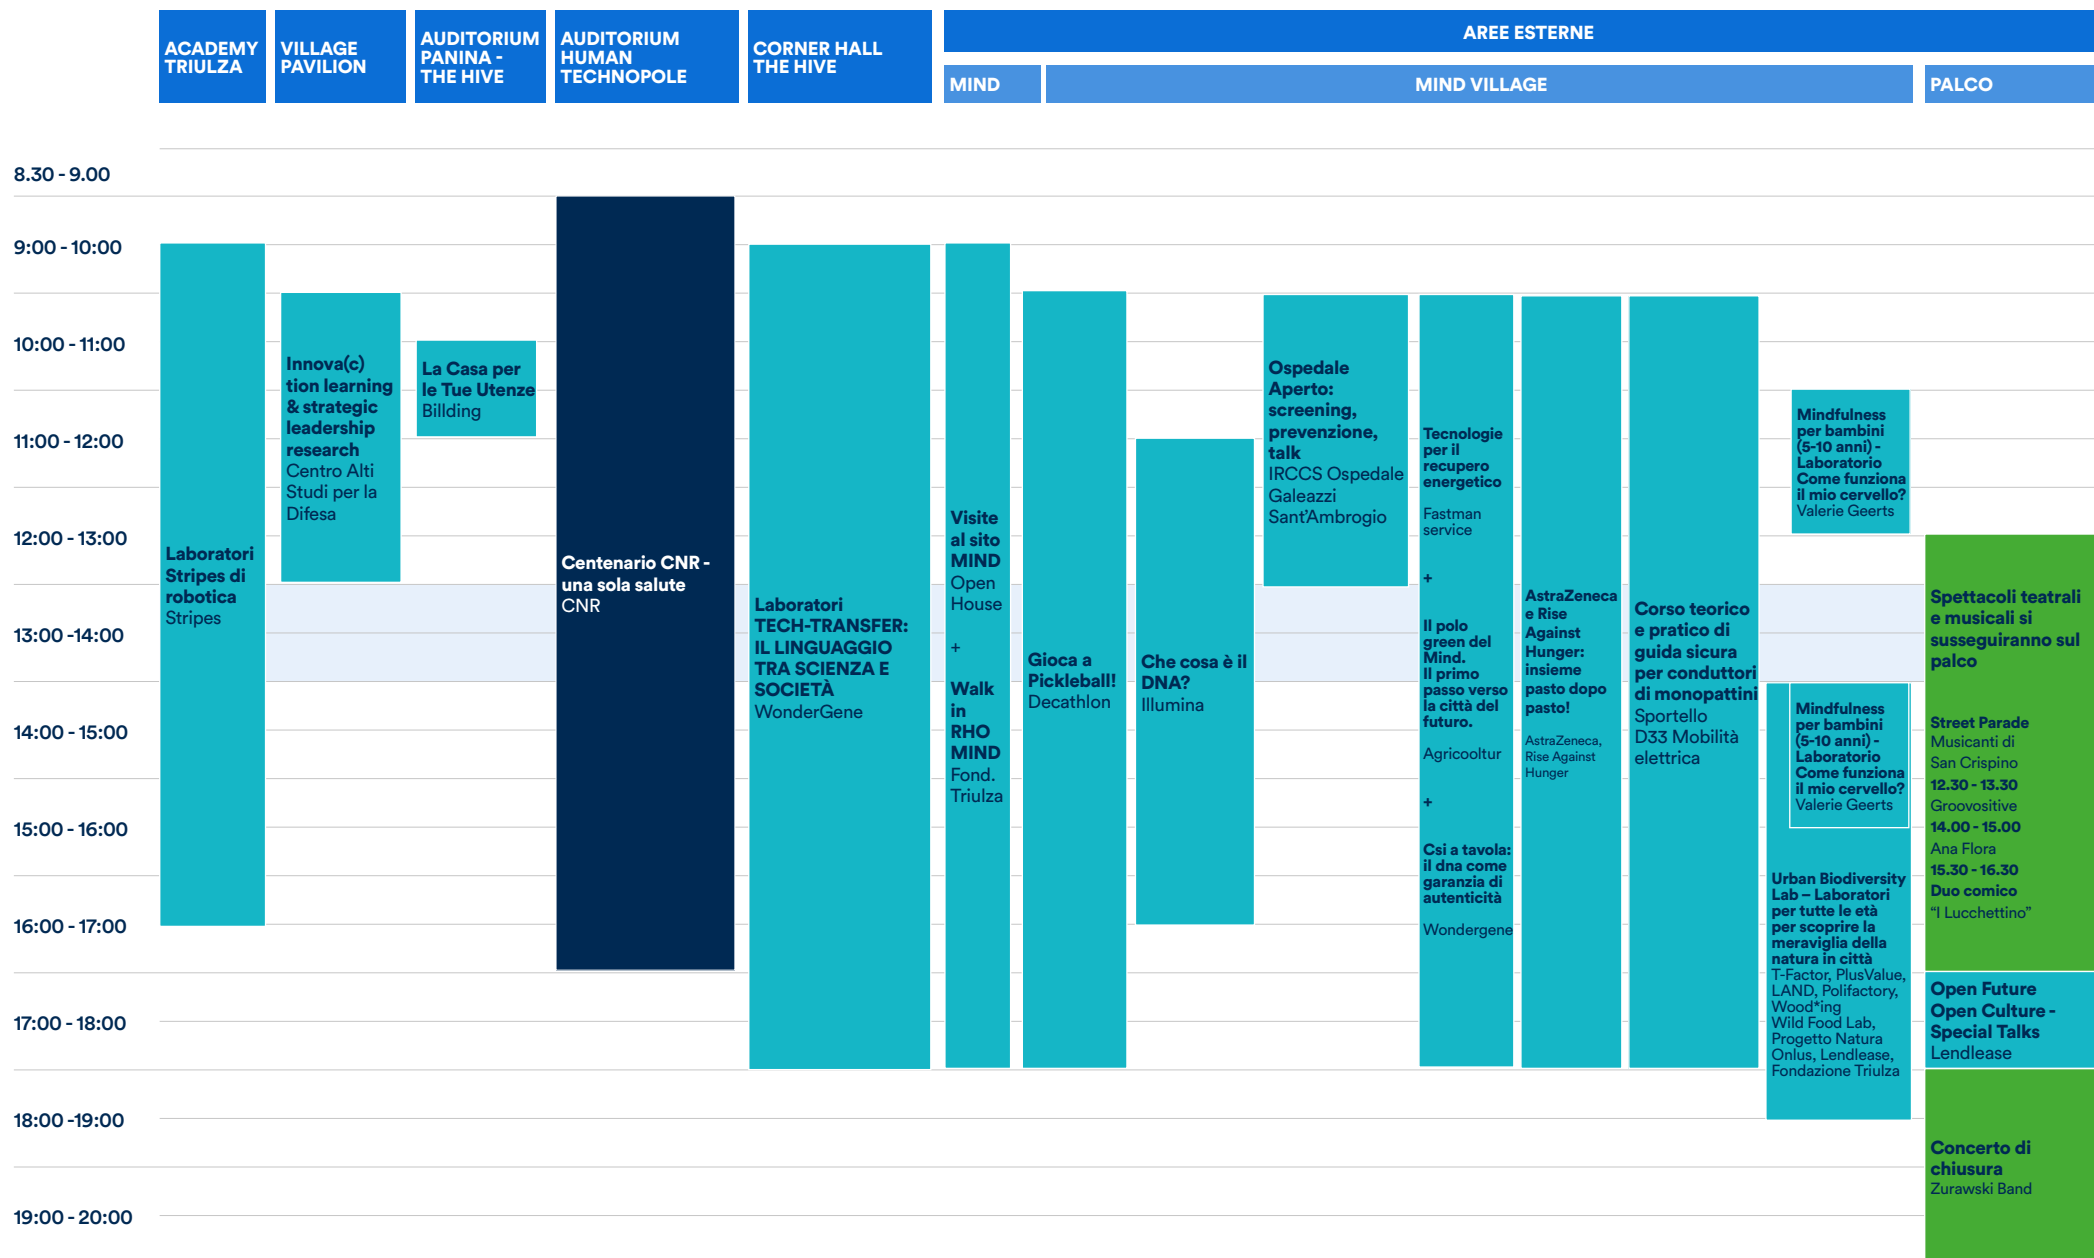 ACADEMY
TRIULZA
VILLAGE
PAVILION
AUDITORIUM
PANINA -
THE HIVE
AUDITORIUM
HUMAN
TECHNOPOLE
CORNER HALL
THE HIVE
AREE ESTERNE
MIND
MIND VILLAGE
PALCO
8.30 - 9.00
9:00 - 10:00
10:00 - 11:00
11:00 - 12:00
12:00 - 13:00
13:00 -14:00
14:00 - 15:00
15:00 - 16:00
16:00 - 17:00
17:00 - 18:00
18:00 -19:00
19:00 - 20:00
Laboratori
Stripes di
robotica
Stripes
Innova(c)
tion learning
& strategic
leadership
research
Centro Alti
Studi per la
Difesa
La Casa per
le Tue Utenze
Billding
Centenario CNR -
una sola salute
CNR
Laboratori
TECH-TRANSFER:
IL LINGUAGGIO
TRA SCIENZA E
SOCIETÀ
WonderGene
Visite
al sito
MIND
Open
House
+
Walk
in
RHO
MIND
Fond.
Triulza
Gioca a
Pickleball!
Decathlon
Che cosa è il
DNA?
Illumina
Ospedale
Aperto:
screening,
prevenzione,
talk
IRCCS Ospedale
Galeazzi
Sant’Ambrogio
Tecnologie
per il
recupero
energetico
Fastman
service
+
Il polo
green del
Mind.
Il primo
passo verso
la città del
futuro.
Agricooltur
+
Csi a tavola:
il dna come
garanzia di
autenticità
Wondergene
AstraZeneca
e Rise
Against
Hunger:
insieme
pasto dopo
pasto!
AstraZeneca,
Rise Against
Hunger
Corso teorico
e pratico di
guida sicura
per conduttori
di monopattini
Sportello
D33 Mobilità
elettrica
Mindfulness
per bambini
(5-10 anni) -
Laboratorio
Come funziona
il mio cervello?
Valerie Geerts
Mindfulness
per bambini
(5-10 anni) -
Laboratorio
Come funziona
il mio cervello?
Valerie Geerts
Urban Biodiversity
Lab – Laboratori
per tutte le età
per scoprire la
meraviglia della
natura in città
T-Factor, PlusValue,
LAND, Polifactory,
Wood*ing
Wild Food Lab,
Progetto Natura
Onlus, Lendlease,
Fondazione Triulza
Spettacoli teatrali
e musicali si
susseguiranno sul
palco
Street Parade
Musicanti di
San Crispino
12.30 - 13.30
Groovositive
14.00 - 15.00
Ana Flora
15.30 - 16.30
Duo comico
“I Lucchettino”
Open Future
Open Culture -
Special Talks
Lendlease
Concerto di
chiusura
Zurawski Band